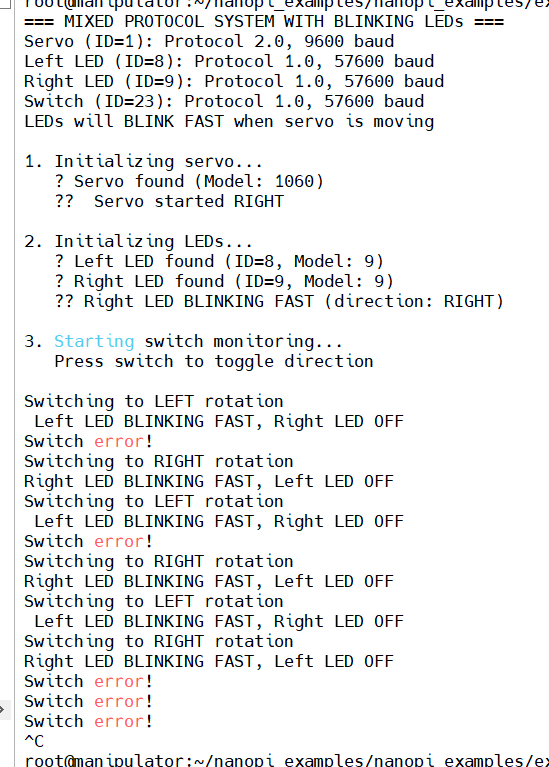 root@manipulator:~/nanopi_examples/nanopi_examples/ex
=== MIXED PROTOCOL SYSTEM WITH BLINKING LEDs ===
Servo (ID=1): Protocol 2.0, 9600 baud
Left LED (ID=8): Protocol 1.0, 57600 baud
Right LED (ID=9): Protocol 1.0, 57600 baud
Switch (ID=23): Protocol 1.0, 57600 baud
LEDs will BLINK FAST when servo is moving
1. Initializing servo...
? Servo found (Model: 1060)
??  Servo started RIGHT
2. Initializing LEDs...
? Left LED found (ID=8, Model: 9)
? Right LED found (ID=9, Model: 9)
?? Right LED BLINKING FAST (direction: RIGHT)
3. Starting switch monitoring...
Press switch to toggle direction
Switching to LEFT rotation
Left LED BLINKING FAST, Right LED OFF
Switch error!
Switching to RIGHT rotation
Right LED BLINKING FAST, Left LED OFF
Switching to LEFT rotation
Left LED BLINKING FAST, Right LED OFF
Switch error!
Switching to RIGHT rotation
Right LED BLINKING FAST, Left LED OFF
Switching to LEFT rotation
Left LED BLINKING FAST, Right LED OFF
Switching to RIGHT rotation
Right LED BLINKING FAST, Left LED OFF
Switch error!
Switch error!
Switch error!
^C
root@manipulator:~/nanopi_examples/nanopi_examples/ex